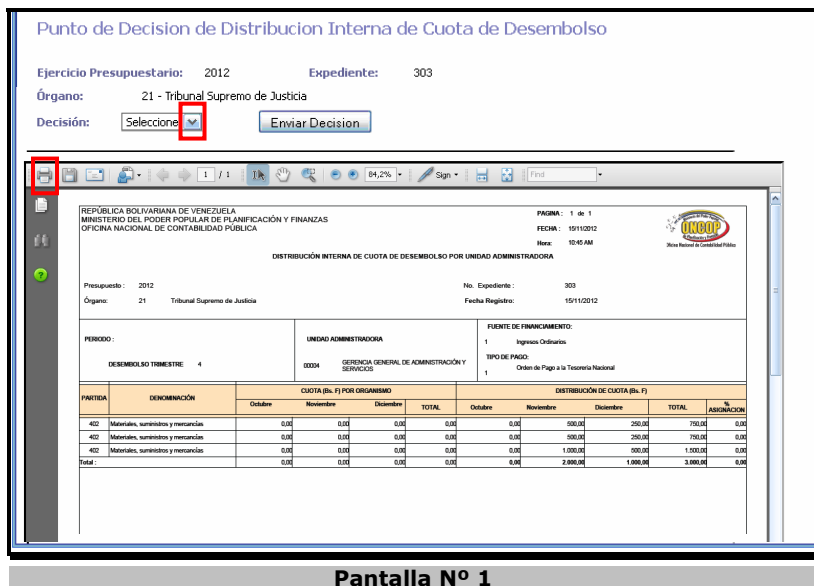 Punto de Decision de Distribucion Interna de Cuota de Desembolso
Ejercicio Presupuestario: 2012 Expediente: 303
Órgano: 21 - Tribunal Supremo de Justicia
Decisión: Seleccione Enviar Decision
1 / 1 84,2% Sign Find
REPÚBLICA BOLIVARIANA DE VENEZUELA
MINISTERIO DEL PODER POPULAR DE PLANIFICACIÓN Y FINANZAS
OFICINA NACIONAL DE CONTABILIDAD PÚBLICA
PAGINA: 1 de 1
FECHA: 15/11/2012
Hora: 10:45 AM
ONCOP
Oficina Nacional de Contabilidad Pública
DISTRIBUCIÓN INTERNA DE CUOTA DE DESEMBOLSO POR UNIDAD ADMINISTRADORA
Presupuesto: 2012 No. Expediente: 303
Órgano: 21 Tribunal Supremo de Justicia Fecha Registro: 15/11/2012
PERIODO:
DESEMBOLSO TRIMESTRE 4
UNIDAD ADMINISTRADORA
00004 GERENCIA GENERAL DE ADMINISTRACIÓN Y SERVICIOS
FUENTE DE FINANCIAMIENTO:
1 Ingresos Ordinarios
TIPO DE PAGO:
1 Orden de Pago a la Tesorería Nacional
PARTIDA DENOMINACIÓN CUOTA (Bs. F) POR ORGANISMO DISTRIBUCIÓN DE CUOTA (Bs. F)
Octubre Noviembre Diciembre TOTAL Octubre Noviembre Diciembre TOTAL % ASIGNACION
402 Materiales, suministros y mercancías 0,00 0,00 0,00 0,00 0,00 500,00 250,00 750,00 0,00
402 Materiales, suministros y mercancías 0,00 0,00 0,00 0,00 0,00 500,00 250,00 750,00 0,00
402 Materiales, suministros y mercancías 0,00 0,00 0,00 0,00 0,00 1.000,00 500,00 1.500,00 0,00
Total: 0,00 0,00 0,00 0,00 0,00 2.000,00 1.000,00 3.000,00 0,00
Pantalla Nº 1